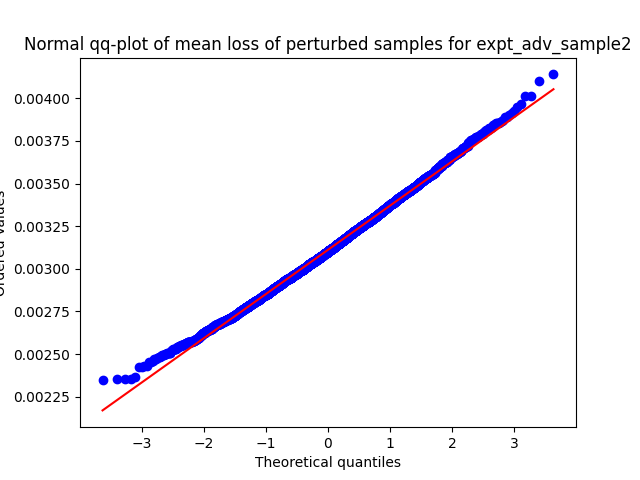 Normal qq-plot of mean loss of perturbed samples for expt_adv_sample2
0.00400
0.00375
0.00350
0.00325
0.00300
0.00275
0.00250
0.00225
Ordered Values
−3 −2 −1 0 1 2 3
Theoretical quantiles